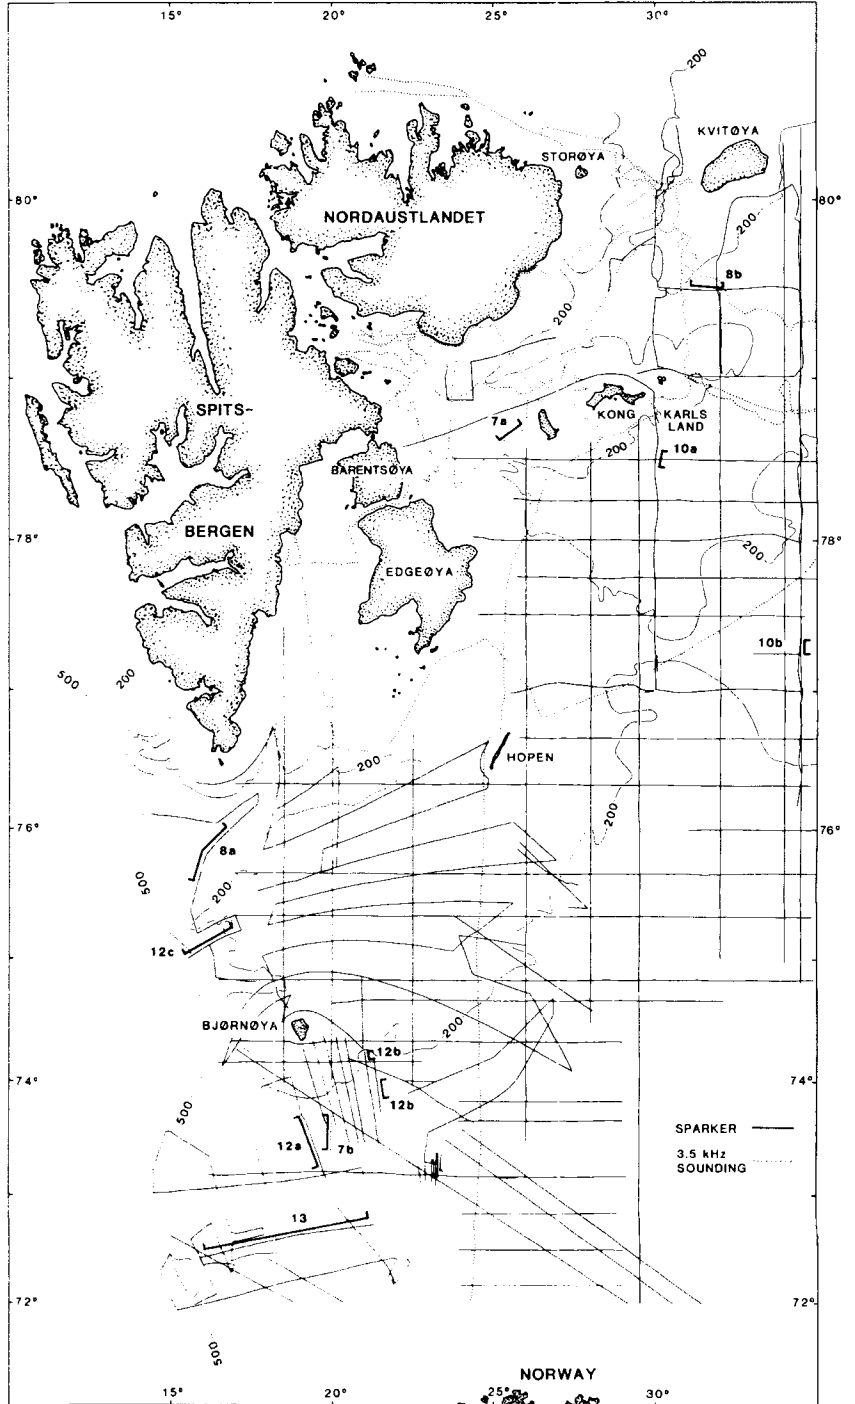 15° 20° 25° 30°
200
KVITØYA
STORØYA
80° 80°
NORDAUSTLANDET
200
8b
200
SPITS-
7a
KONG KARLS
LAND
200
10a
BARENTSØYA
BERGEN
78° 78°
200
EDGEØYA
10b
500 200
200 HOPEN
200
76° 76°
8a
500
200
12c
BJØRNØYA
200
12b
74° 74°
12b
500
SPARKER
12a 7b
3.5 kHz
SOUNDING
13
72° 72°
500
NORWAY
15° 20° 25° 30°